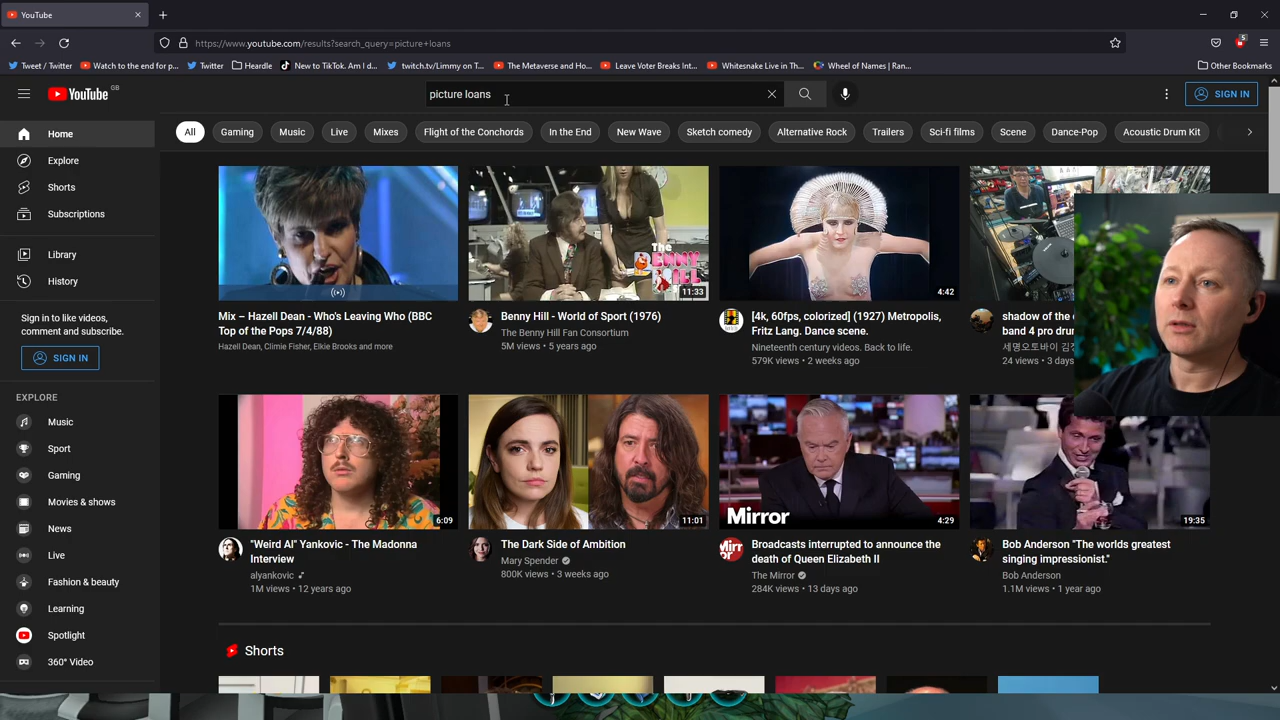 YouTube
https://www.youtube.com/results?search_query=picture+loans
5
Tweet / Twitter
Watch to the end for p...
Twitter
Heardle
New to TikTok. Am I d...
twitch.tv/Limmy on T...
The Metaverse and Ho...
Leave Voter Breaks Int...
Whitesnake Live in Th...
Wheel of Names | Ran...
Other Bookmarks
YouTube GB
picture loans
SIGN IN
All
Gaming
Music
Live
Mixes
Flight of the Conchords
In the End
New Wave
Sketch comedy
Alternative Rock
Trailers
Sci-fi films
Scene
Dance-Pop
Acoustic Drum Kit
Home
Explore
Shorts
Subscriptions
Library
History
Sign in to like videos,
comment and subscribe.
SIGN IN
EXPLORE
Music
Sport
Gaming
Movies & shows
News
Live
Fashion & beauty
Learning
Spotlight
360° Video
Mix – Hazell Dean - Who's Leaving Who (BBC
Top of the Pops 7/4/88)
Hazell Dean, Climie Fisher, Elkie Brooks and more
The
BENNY
HILL
11:33
Benny Hill - World of Sport (1976)
The Benny Hill Fan Consortium
5M views • 5 years ago
4:42
[4k, 60fps, colorized] (1927) Metropolis,
Fritz Lang. Dance scene.
Nineteenth century videos. Back to life.
579K views • 2 weeks ago
shadow of the
band 4 pro drum
세명오토바이
24 views • 3 days
6:09
"Weird Al" Yankovic - The Madonna
Interview
alyankovic
1M views • 12 years ago
11:01
The Dark Side of Ambition
Mary Spender
800K views • 3 weeks ago
Mirror
4:29
Broadcasts interrupted to announce the
death of Queen Elizabeth II
The Mirror
284K views • 13 days ago
19:35
Bob Anderson "The worlds greatest
singing impressionist."
Bob Anderson
1.1M views • 1 year ago
Shorts